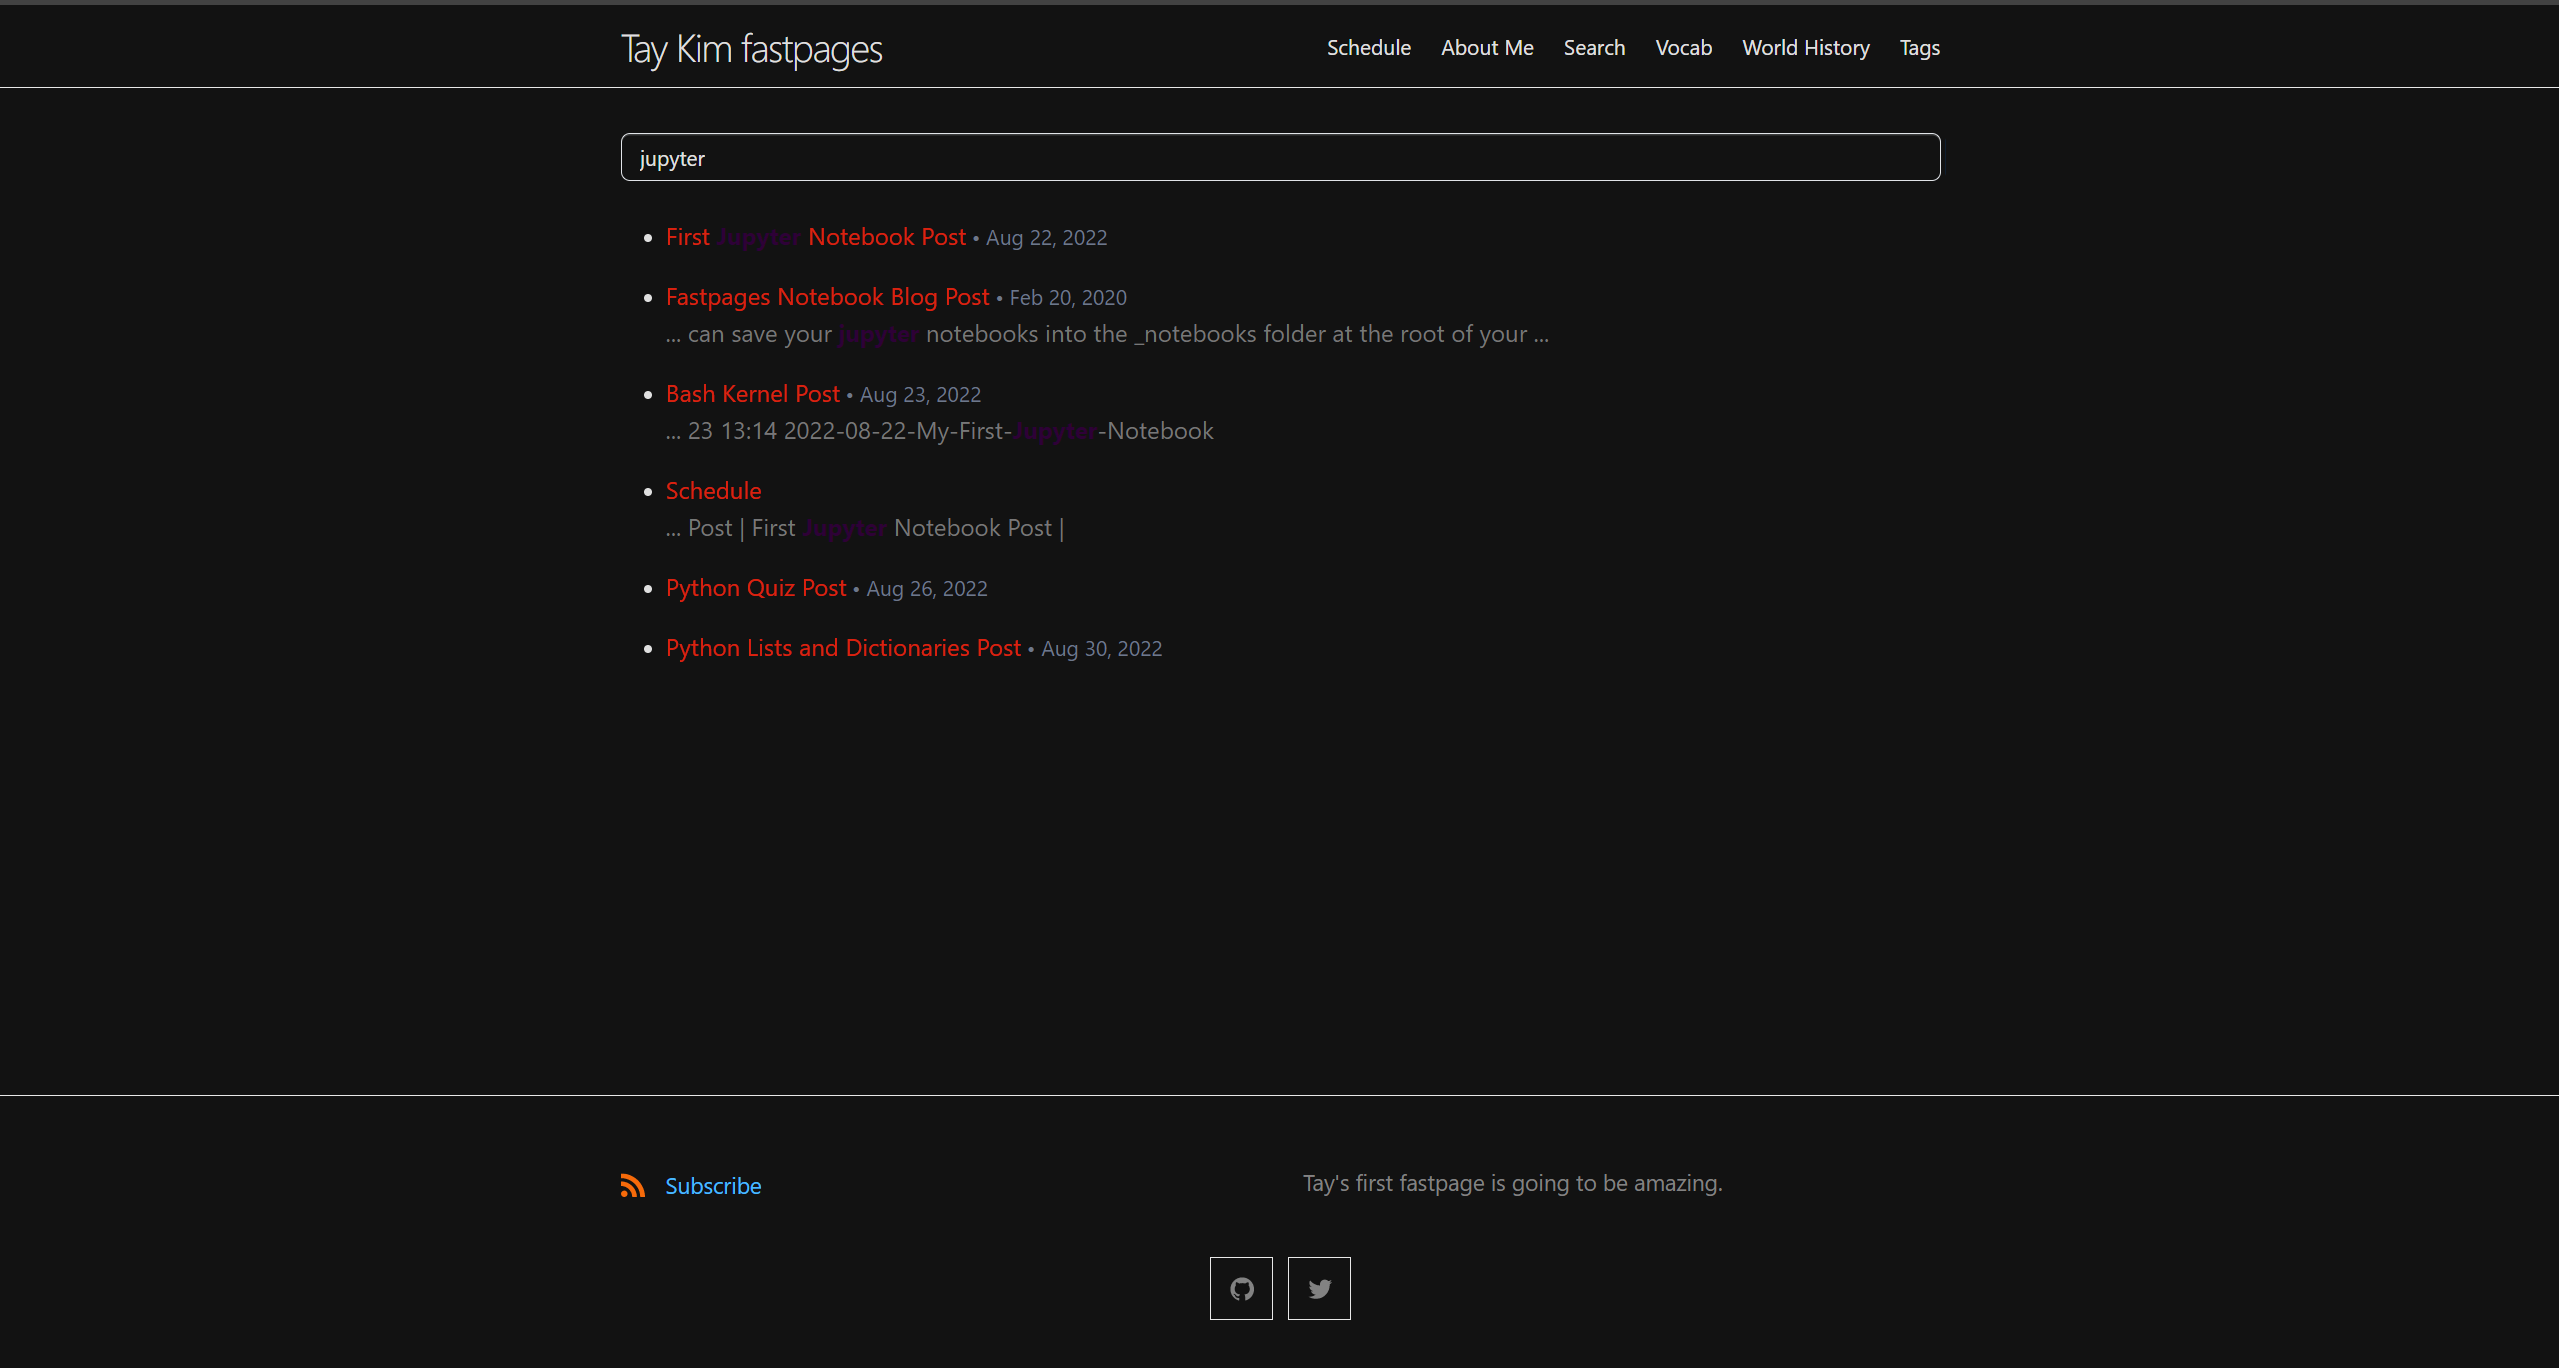 Tay Kim fastpages
Schedule About Me Search Vocab World History Tags
jupyter
First Jupyter Notebook Post • Aug 22, 2022
Fastpages Notebook Blog Post • Feb 20, 2020
... can save your jupyter notebooks into the _notebooks folder at the root of your ...
Bash Kernel Post • Aug 23, 2022
... 23 13:14 2022-08-22-My-First-Jupyter-Notebook
Schedule
... Post | First Jupyter Notebook Post |
Python Quiz Post • Aug 26, 2022
Python Lists and Dictionaries Post • Aug 30, 2022
Subscribe
Tay's first fastpage is going to be amazing.